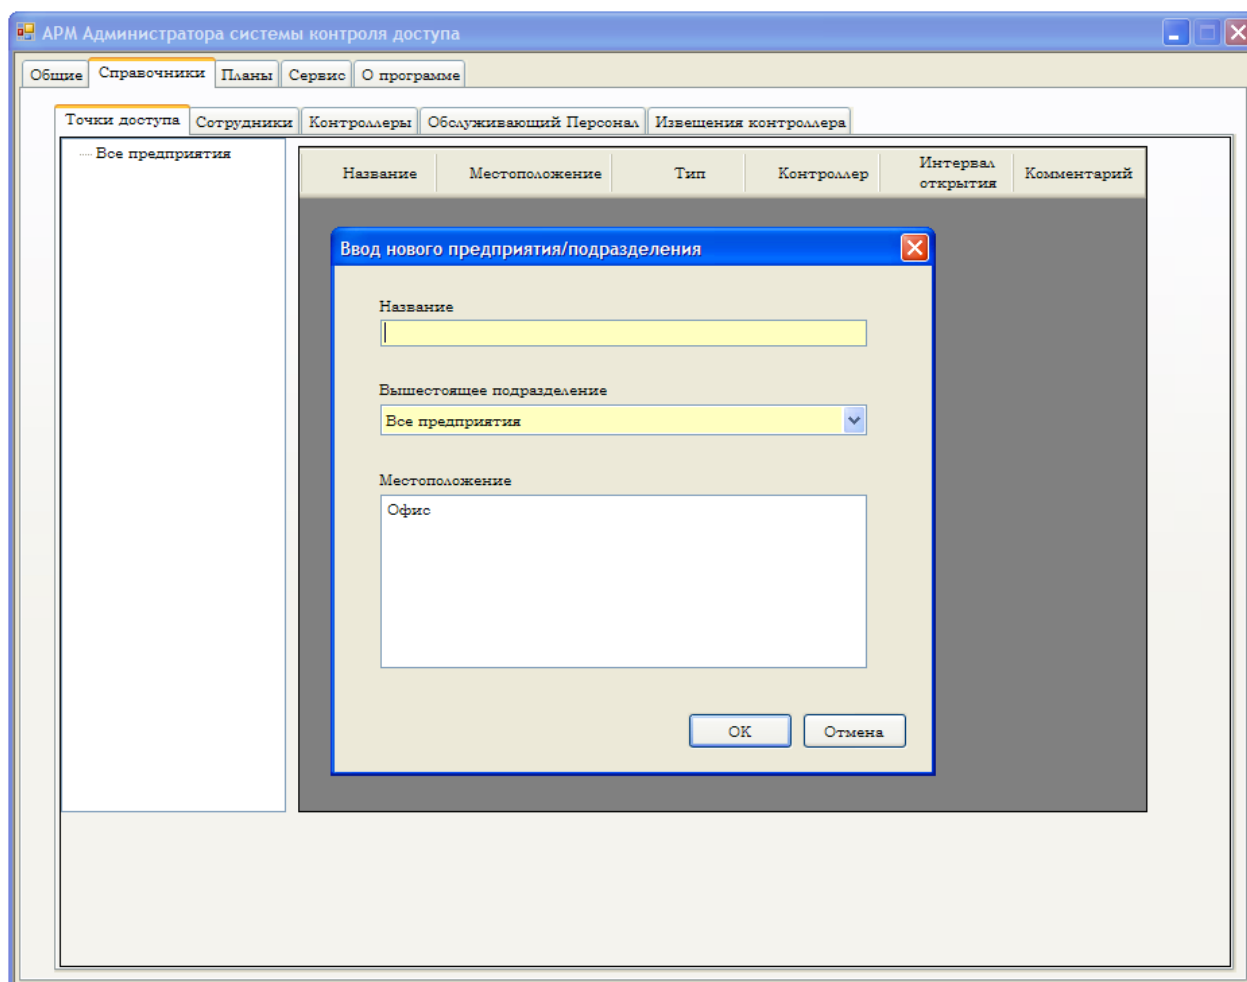 АРМ Администратора системы контроля доступа
Общие Справочники Планы Сервис О программе
Точки доступа Сотрудники Контроллеры Обслуживающий Персонал Извещения контроллера
Все предприятия
Название Местоположение Тип Контроллер Интервал открытия Комментарий
Ввод нового предприятия/подразделения
Название
Вышестоящее подразделение
Все предприятия
Местоположение
Офис
OK Отмена